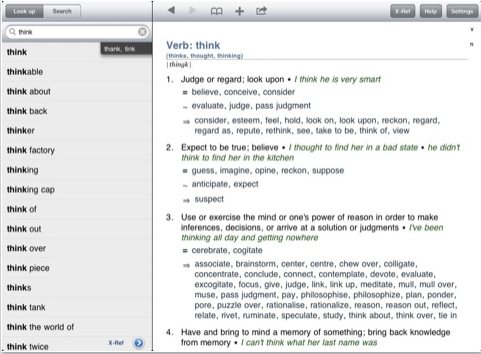 Look up
Search
X-Ref
Help
Settings
think
thank, tink
think
thinkable
think about
think back
thinker
think factory
thinking
thinking cap
think of
think out
think over
think piece
thinks
think tank
think the world of
think twice
X-Ref
v
n
Verb: think
(thinks, thought, thinking)
|thingk|
1. Judge or regard; look upon • I think he is very smart
= believe, conceive, consider
~ evaluate, judge, pass judgment
⇒ consider, esteem, feel, hold, look on, look upon, reckon, regard,
regard as, repute, rethink, see, take to be, think of, view
2. Expect to be true; believe • I thought to find her in a bad state • he didn't
think to find her in the kitchen
= guess, imagine, opine, reckon, suppose
~ anticipate, expect
⇒ suspect
3. Use or exercise the mind or one's power of reason in order to make
inferences, decisions, or arrive at a solution or judgments • I've been
thinking all day and getting nowhere
= cerebrate, cogitate
⇒ associate, brainstorm, center, centre, chew over, colligate,
concentrate, conclude, connect, contemplate, devote, evaluate,
excogitate, focus, give, judge, link, link up, meditate, mull, mull over,
muse, pass judgment, pay, philosophise, philosophize, plan, ponder,
pore, puzzle over, rationalise, rationalize, reason, reason out, reflect,
relate, rivet, ruminate, speculate, study, think about, think over, tie in
4. Have and bring to mind a memory of something; bring back knowledge
from memory • I can't think what her last name was